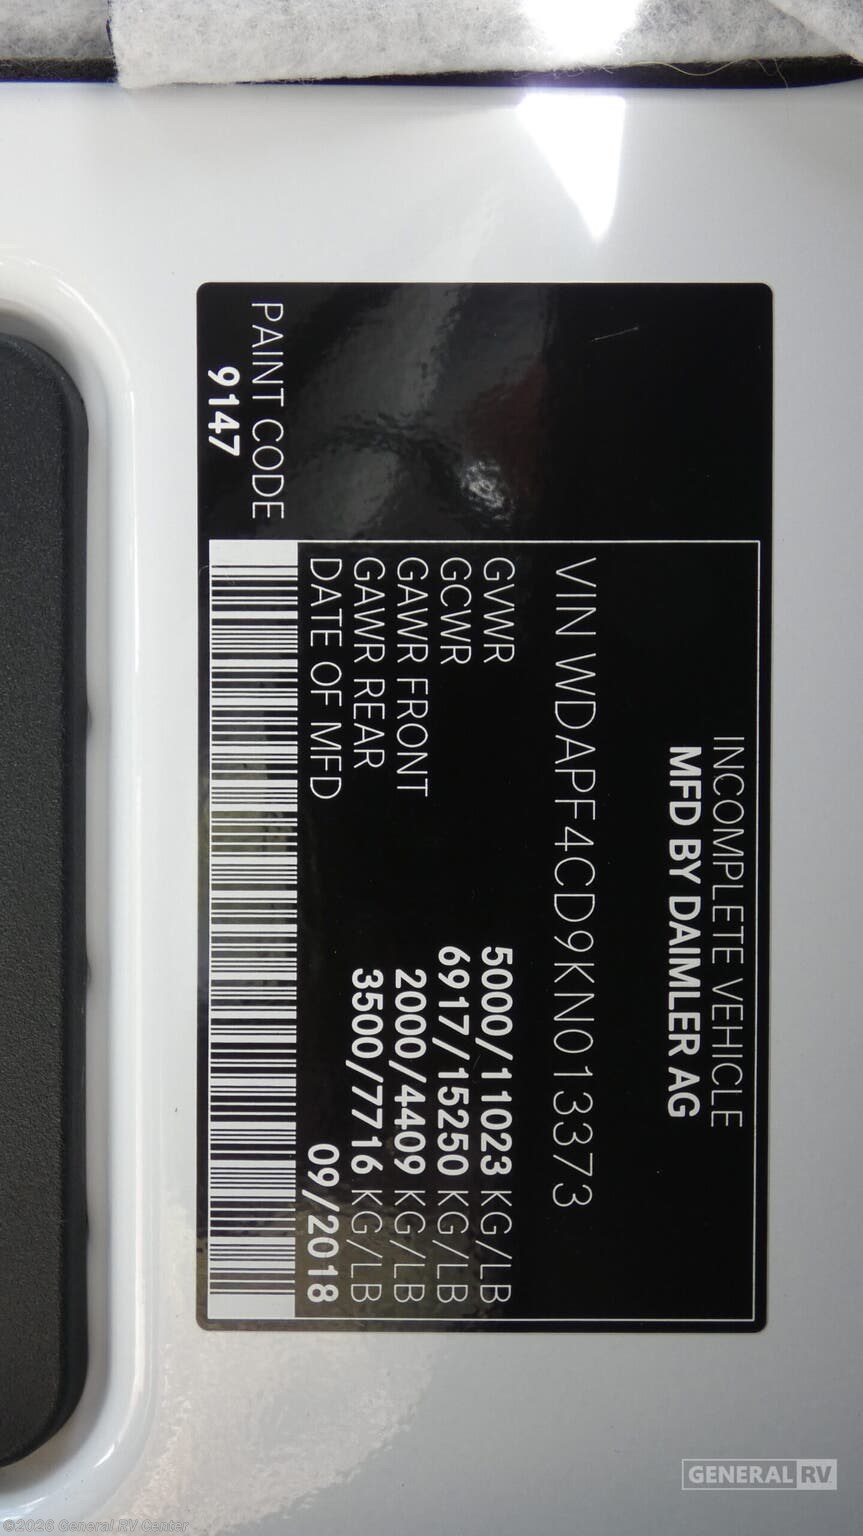 INCOMPLETE VEHICLE
MFD BY DAIMLER AG
VIN WDAPF4CD9KN013373
GVWR 5000/11023 KG/LB
GCWR 6917/15250 KG/LB
GAWR FRONT 2000/4409 KG/LB
GAWR REAR 3500/7716 KG/LB
DATE OF MFD 09/2018
PAINT CODE
9147
GENERAL RV
©2026 General RV Center